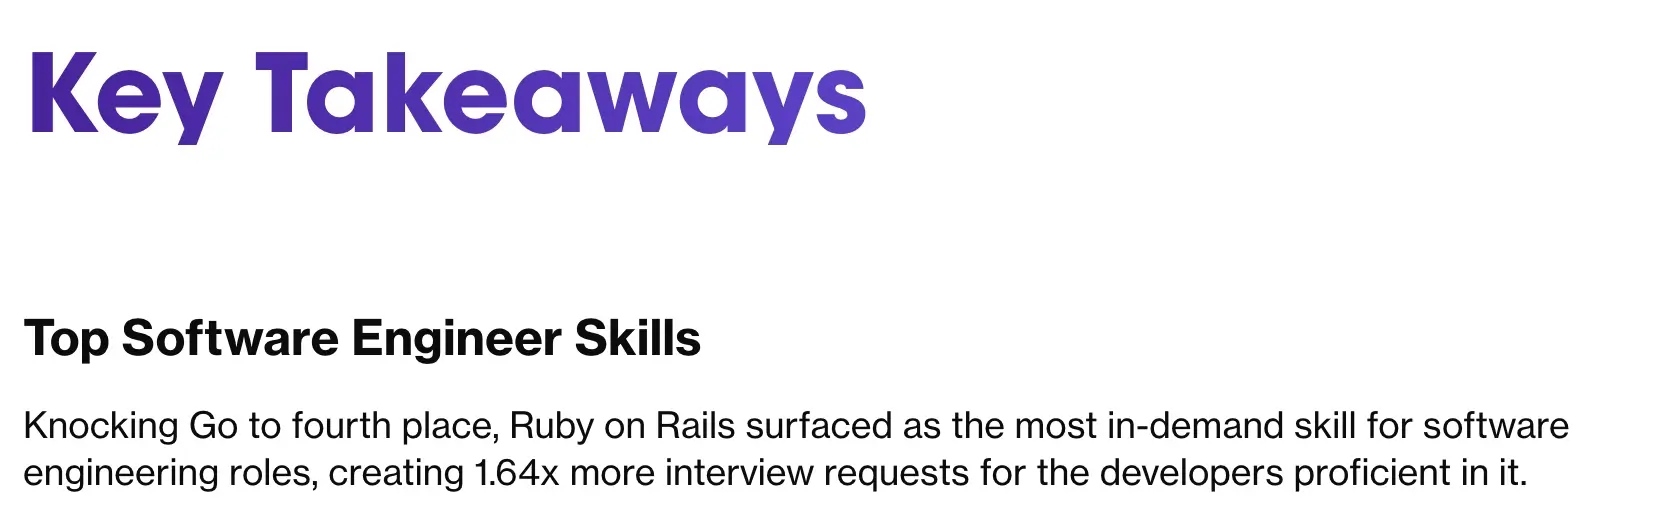 Key Takeaways
Top Software Engineer Skills
Knocking Go to fourth place, Ruby on Rails surfaced as the most in-demand skill for software
engineering roles, creating 1.64x more interview requests for the developers proficient in it.